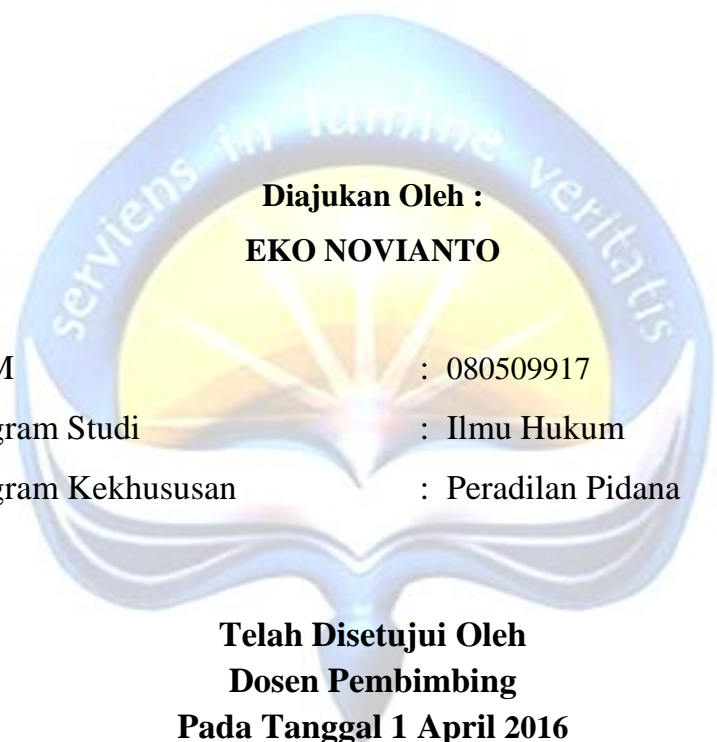 serviens in lumine veritatis
Diajukan Oleh :
EKO NOVIANTO
M : 080509917
gram Studi : Ilmu Hukum
gram Kekhususan : Peradilan Pidana
Telah Disetujui Oleh
Dosen Pembimbing
Pada Tanggal 1 April 2016